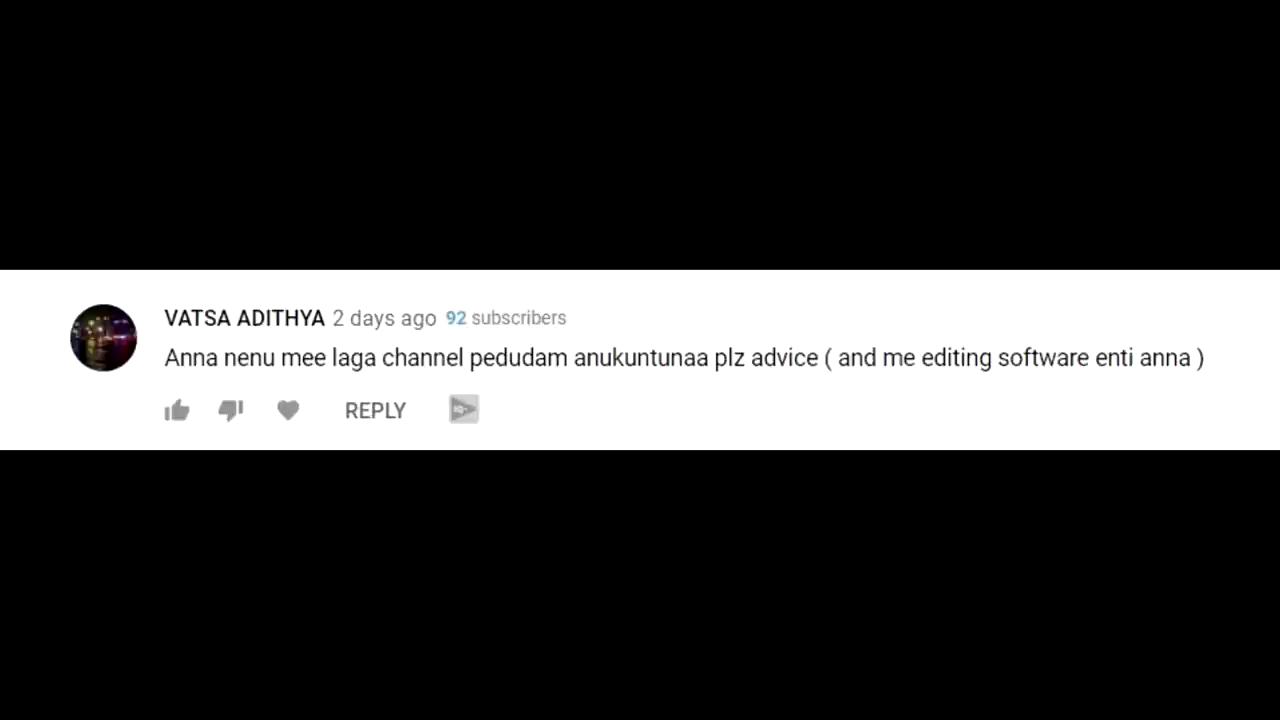 VATSA ADITHYA 2 days ago 92 subscribers
Anna nenu mee laga channel pedudam anukuntunaa plz advice ( and me editing software enti anna )
REPLY